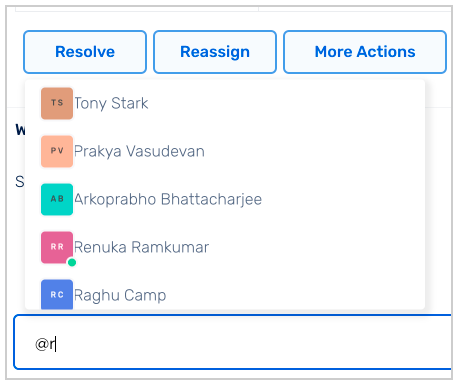 Resolve Reassign More Actions
TS Tony Stark
W
PV Prakya Vasudevan
S
AB Arkoprabho Bhattacharjee
RR Renuka Ramkumar
RC Raghu Camp
@r